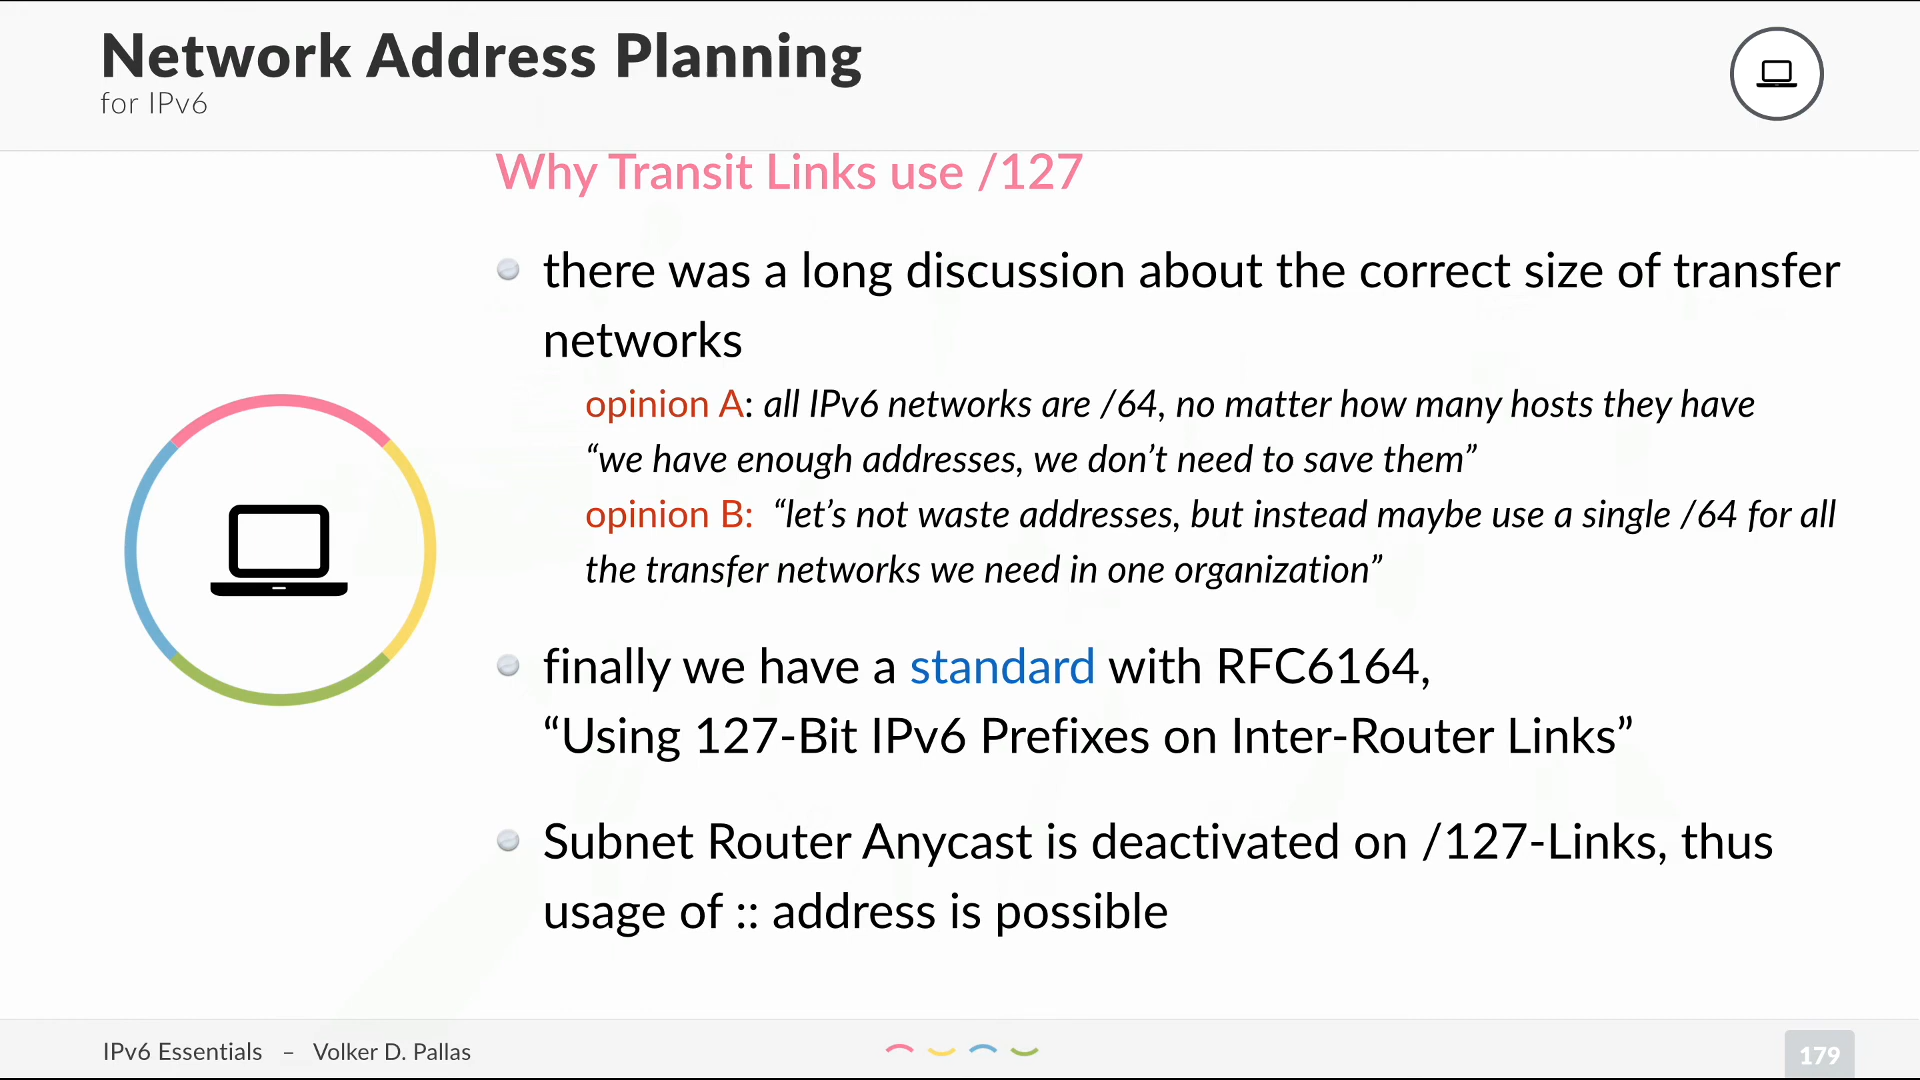 Network Address Planning
for IPv6
Why Transit Links use /127
there was a long discussion about the correct size of transfer
networks
opinion A: all IPv6 networks are /64, no matter how many hosts they have
“we have enough addresses, we don’t need to save them”
opinion B: “let’s not waste addresses, but instead maybe use a single /64 for all
the transfer networks we need in one organization”
finally we have a standard with RFC6164,
“Using 127-Bit IPv6 Prefixes on Inter-Router Links”
Subnet Router Anycast is deactivated on /127-Links, thus
usage of :: address is possible
IPv6 Essentials – Volker D. Pallas
179